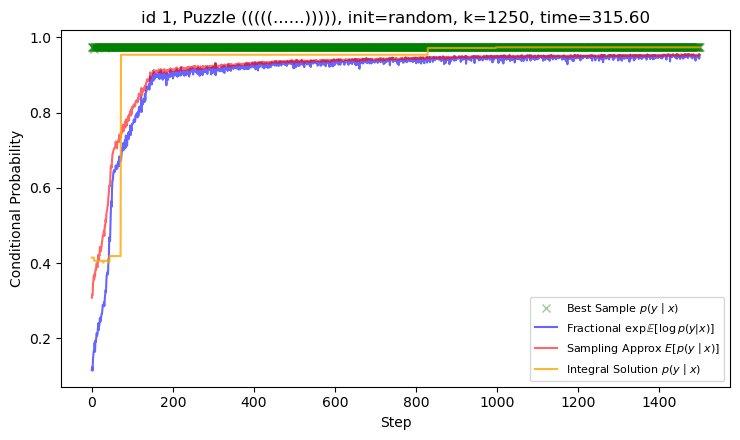 id 1, Puzzle (((((......))))), init=random, k=1250, time=315.60
Conditional Probability
1.0
0.8
0.6
0.4
0.2
0
200
400
600
800
1000
1200
1400
Step
Best Sample p(y | x)
Fractional exp𝔼[log p(y|x)]
Sampling Approx E[p(y | x)]
Integral Solution p(y | x)